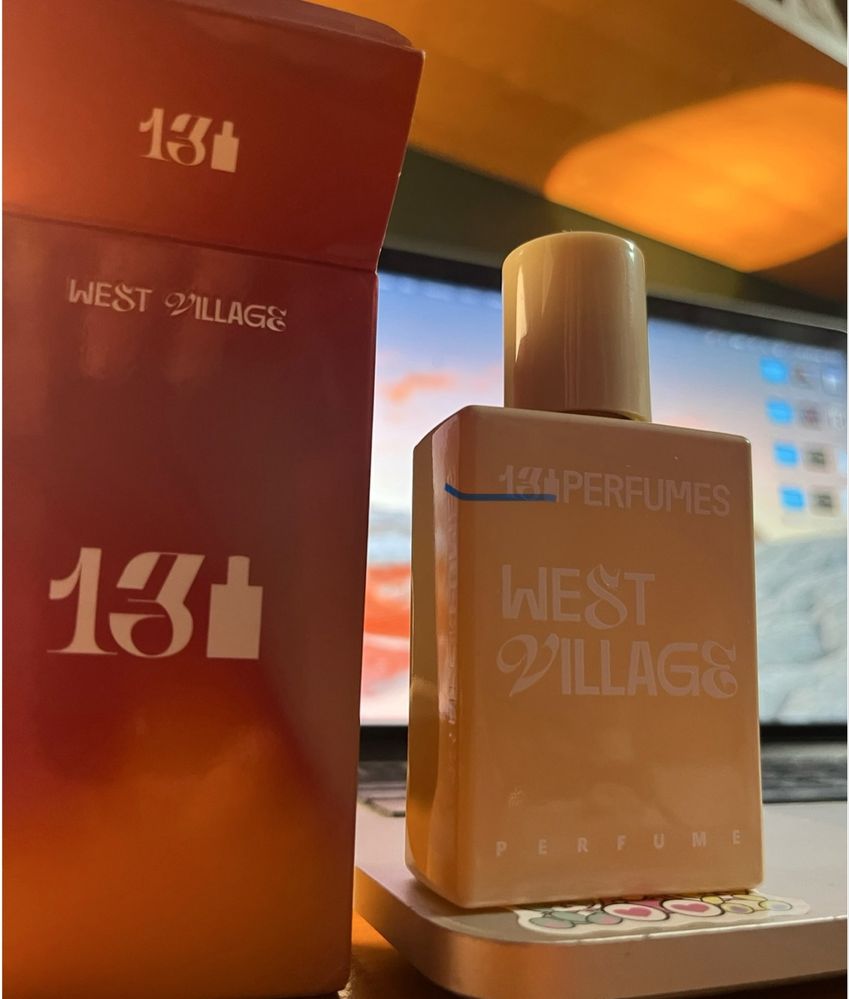 13
WEST VILLAGE
13
13 PERFUMES
WEST
VILLAGE
PERFUME